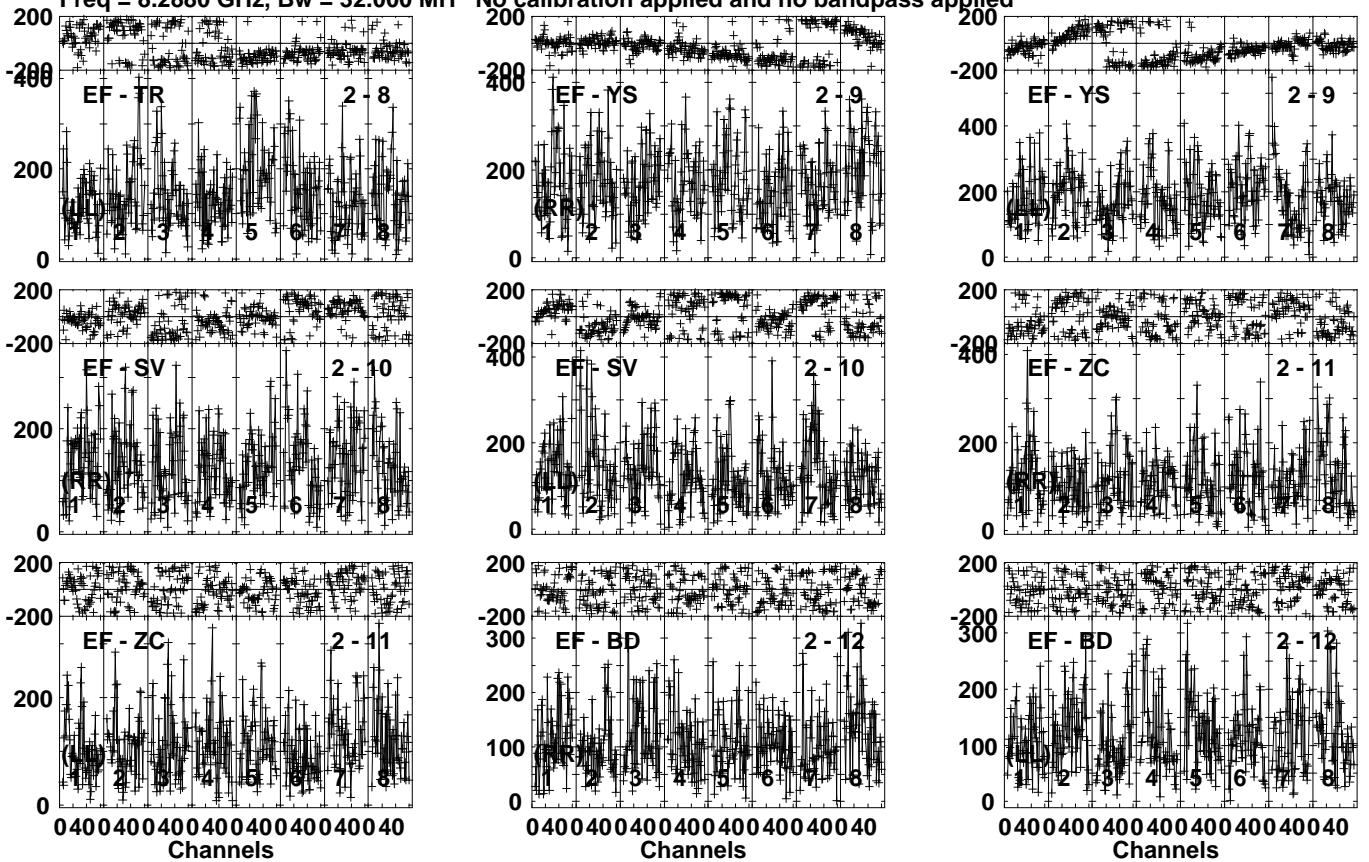 Freq = 8.2880 GHz, Bw = 32.000 MH No calibration applied and no bandpass applied
200 200 200
-200 -200 -200
400
EF - TR 2 - 8 EF - YS 2 - 9 EF - YS 2 - 9
400 400
200 200 200
(LL) (RR) (LL)
1 2 3 4 5 6 7 8 1 2 3 4 5 6 7 8 1 2 3 4 5 6 7 8
0 0 0
200 200 200
-200 -200 -200
400 400
EF - SV 2 - 10 EF - SV 2 - 10 EF - ZC 2 - 11
200 200 200
(RR) (LL) (RR)
1 2 3 4 5 6 7 8 1 2 3 4 5 6 7 8 1 2 3 4 5 6 7 8
0 0 0
200 200 200
-200 -200 -200
EF - ZC 2 - 11 EF - BD 2 - 12 EF - BD 2 - 12
300 300
200 200 200
100 100
(LL) (RR) (LL)
1 2 3 4 5 6 7 8 1 2 3 4 5 6 7 8 1 2 3 4 5 6 7 8
0 0 0
0 40 0 40 0 40 0 40 0 40 0 40 0 40 0 40 0 40 0 40 0 40 0 40 0 40 0 40 0 40 0 40 0 40 0 40 0 40 0 40 0 40 0 40 0 40 0 40
Channels Channels Channels